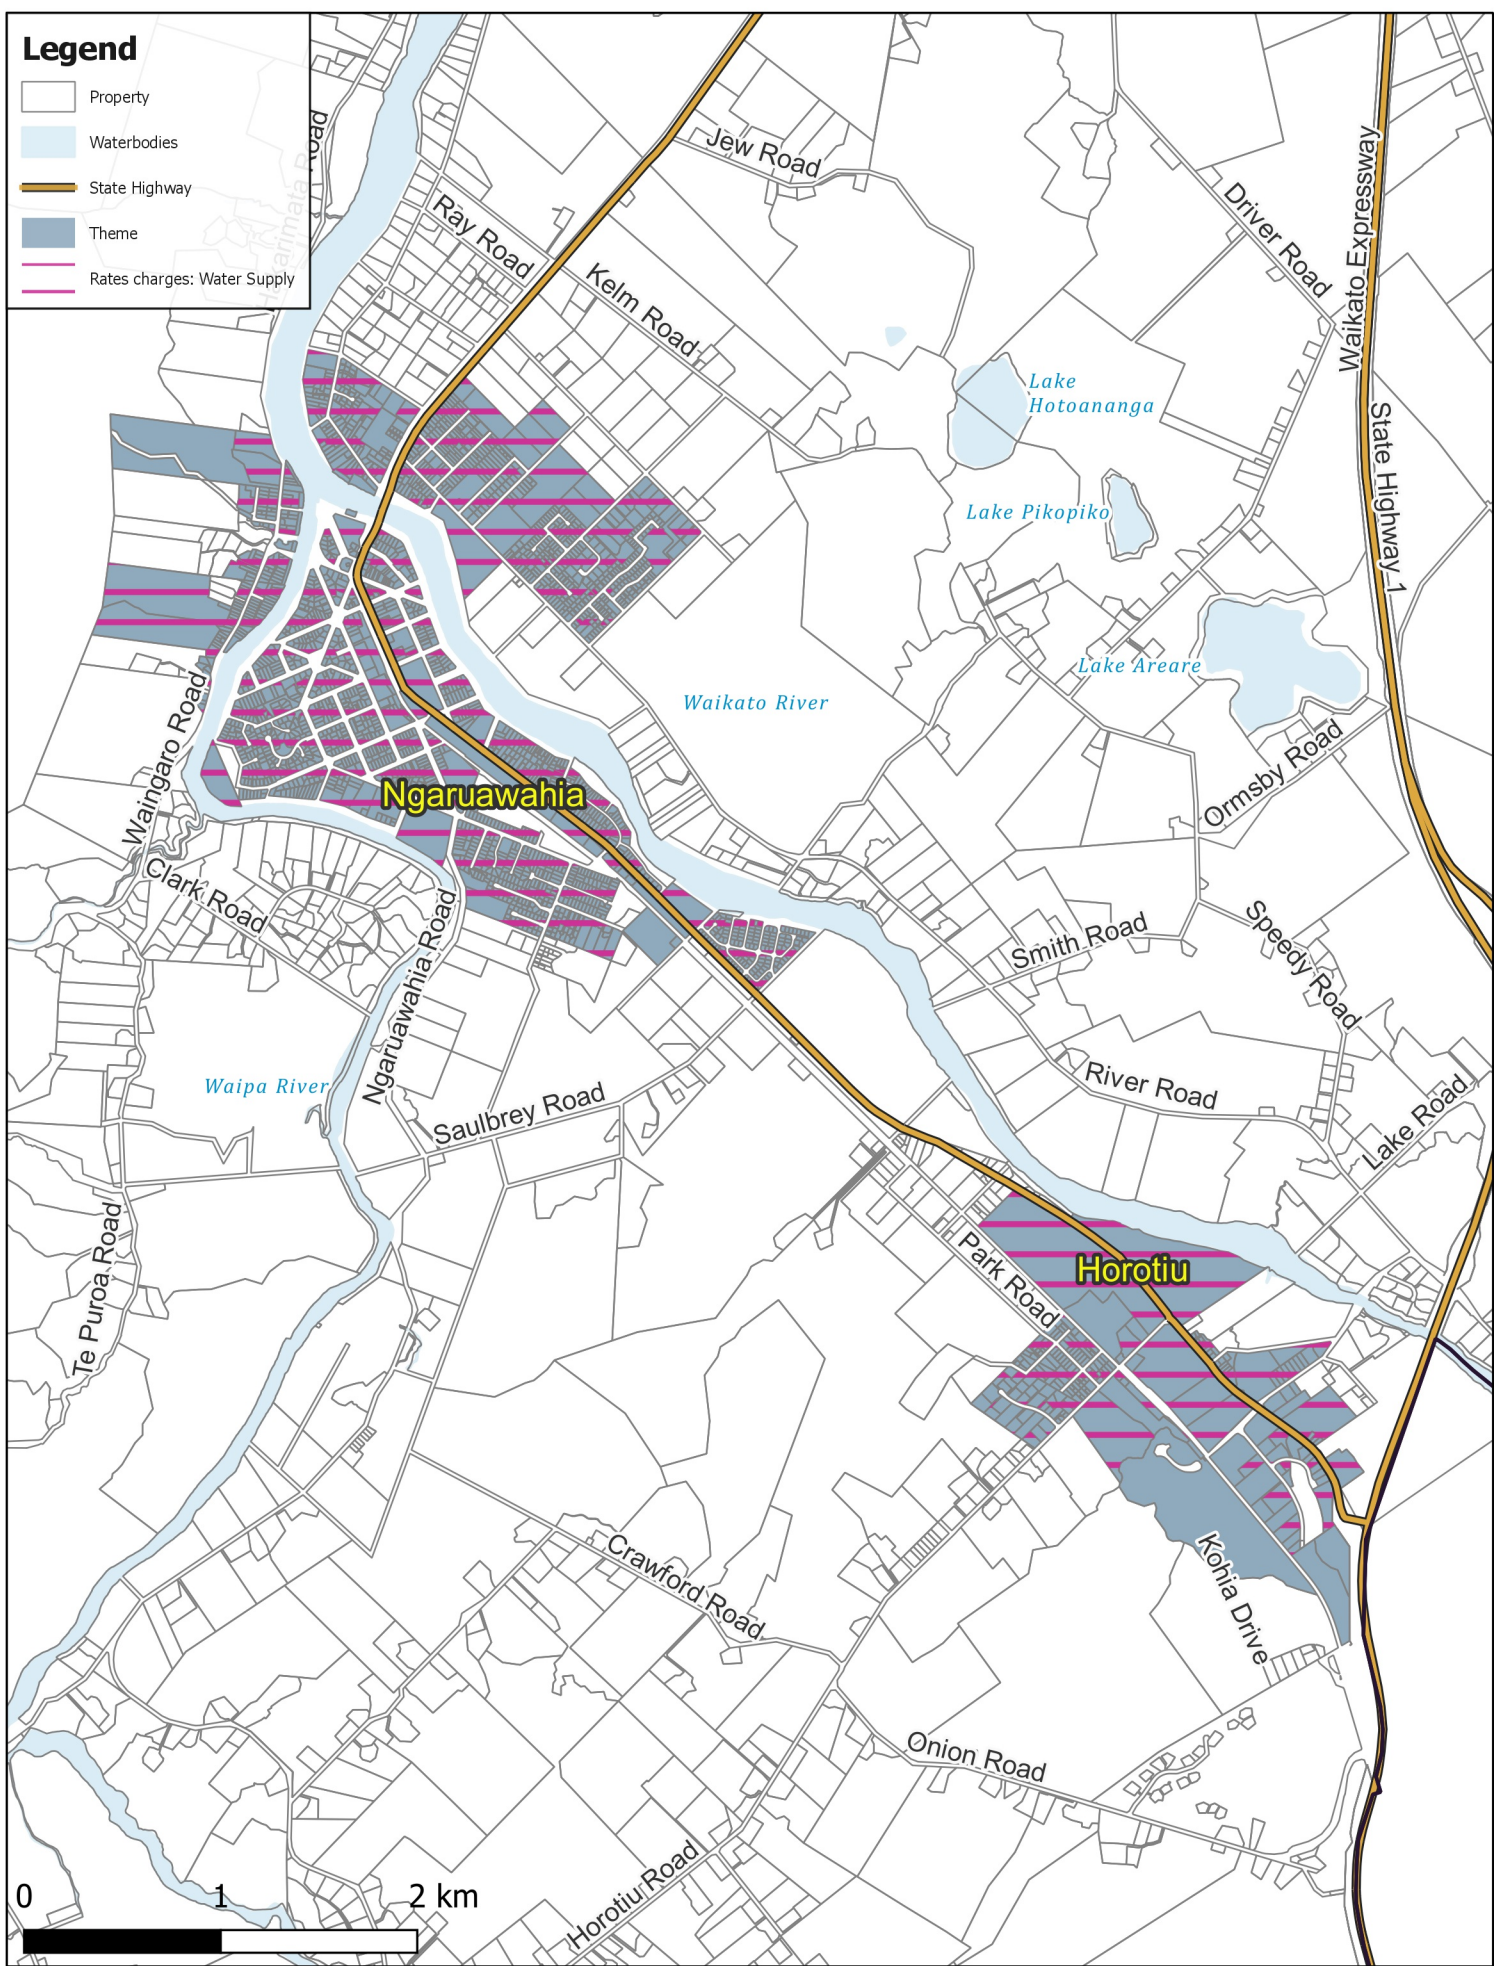 Legend
Property
Waterbodies
State Highway
Theme
Rates charges: Water Supply
Hakarimata Road
Jew Road
Ray Road
Kelm Road
Driver Road
Waikato Expressway
State Highway 1
Lake
Hotoananga
Lake Pikopiko
Lake Areare
Waikato River
Waingaro Road
Ngaruawahia
Ormsby Road
Clark Road
Ngaruawahia Road
Smith Road
Speedy Road
Waipa River
Saulbrey Road
River Road
Lake Road
Te Puroa Road
Park Road
Horotiu
Crawford Road
Kohia Drive
Onion Road
Horotiu Road
0 1 2 km